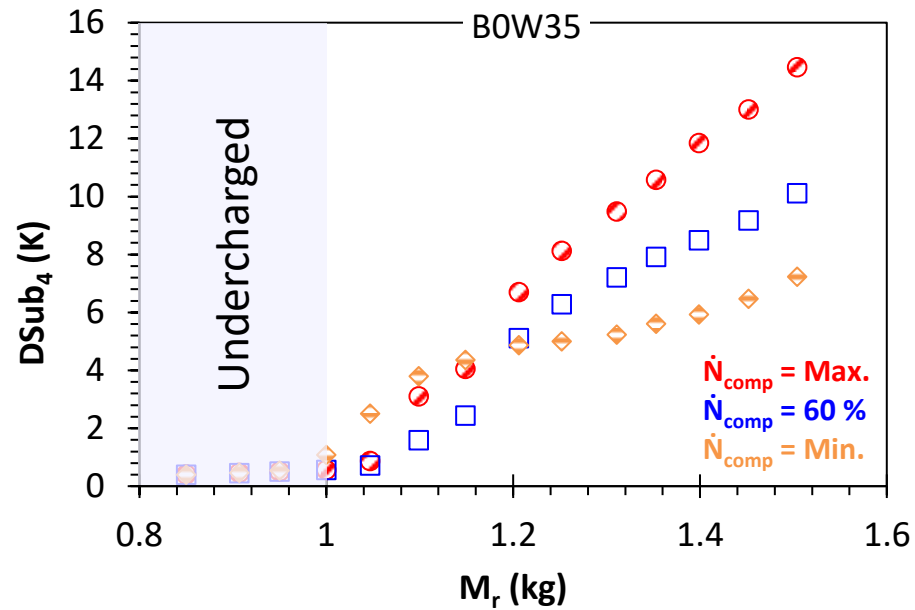 B0W35
16
14
12
10
8
6
4
2
0
DSub₄ (K)
Undercharged
Ṅcomp = Max.
Ṅcomp = 60 %
Ṅcomp = Min.
0.8 1 1.2 1.4 1.6
Mᵣ (kg)